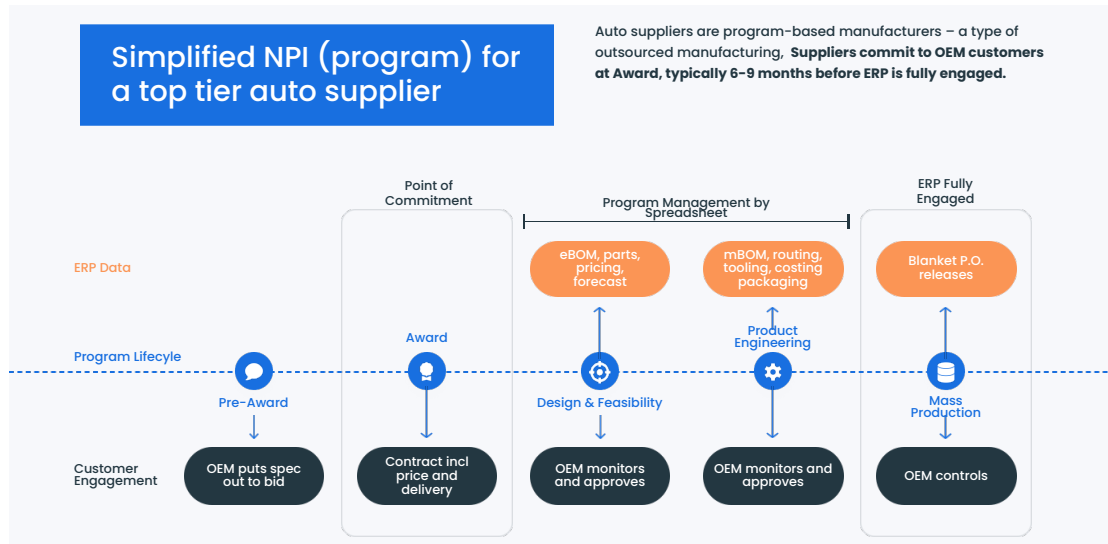 Simplified NPI (program) for
a top tier auto supplier
Auto suppliers are program-based manufacturers – a type of
outsourced manufacturing, Suppliers commit to OEM customers
at Award, typically 6-9 months before ERP is fully engaged.
Point of
Commitment
Program Management by
Spreadsheet
ERP Fully
Engaged
ERP Data
eBOM, parts,
pricing,
forecast
mBOM, routing,
tooling, costing
packaging
Blanket P.O.
releases
Program Lifecyle
Pre-Award
Award
Design & Feasibility
Product
Engineering
Mass
Production
Customer
Engagement
OEM puts spec
out to bid
Contract incl
price and
delivery
OEM monitors
and approves
OEM monitors and
approves
OEM controls